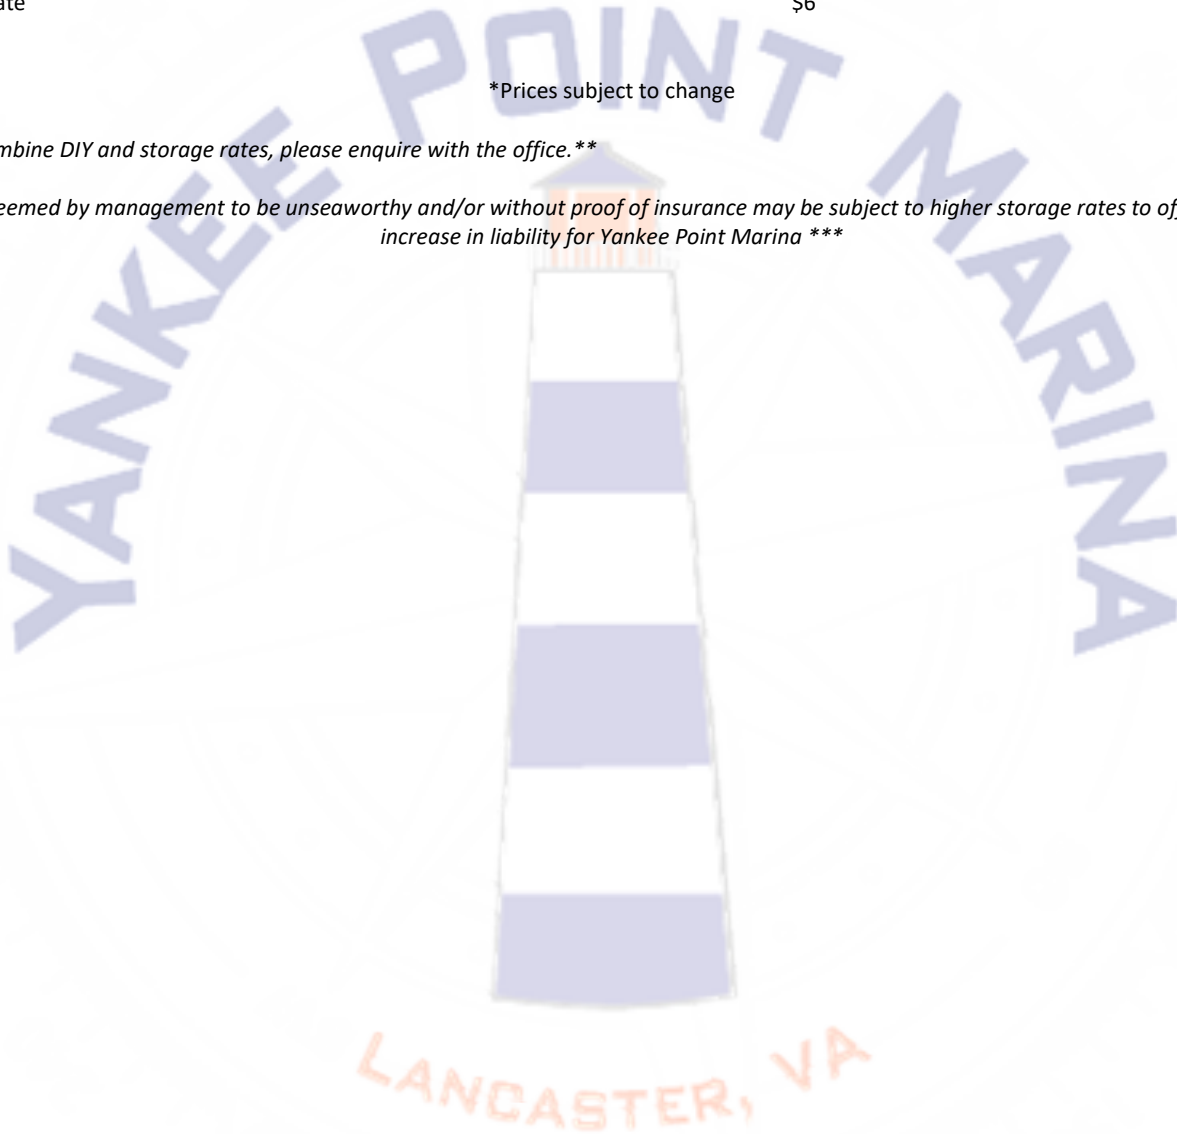 ate $6
*Prices subject to change
mbine DIY and storage rates, please enquire with the office.**
eemed by management to be unseaworthy and/or without proof of insurance may be subject to higher storage rates to of
increase in liability for Yankee Point Marina ***
YANKEE POINT MARINA
LANCASTER, VA